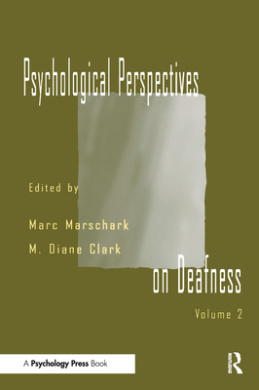 Psychological Perspectives
Edited by
Marc Marschark
M. Diane Clark
on Deafness
Volume 2
A Psychology Press Book
R